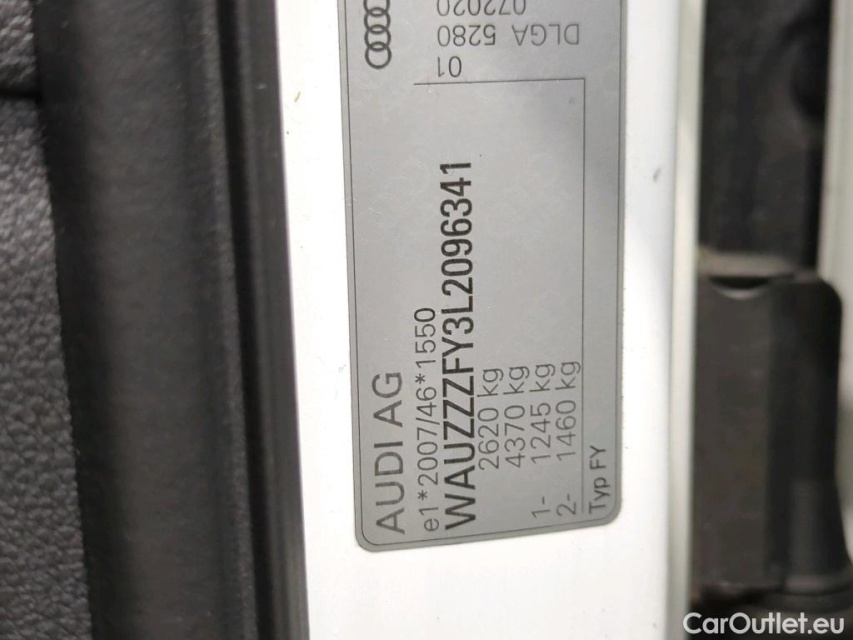 AUDI AG
e1*2007/46*1550
WAUZZZFY3L2096341
2620 kg
4370 kg
1- 1245 kg
2- 1460 kg
Typ FY
01
DLGA 5280
072020
CarOutlet.eu